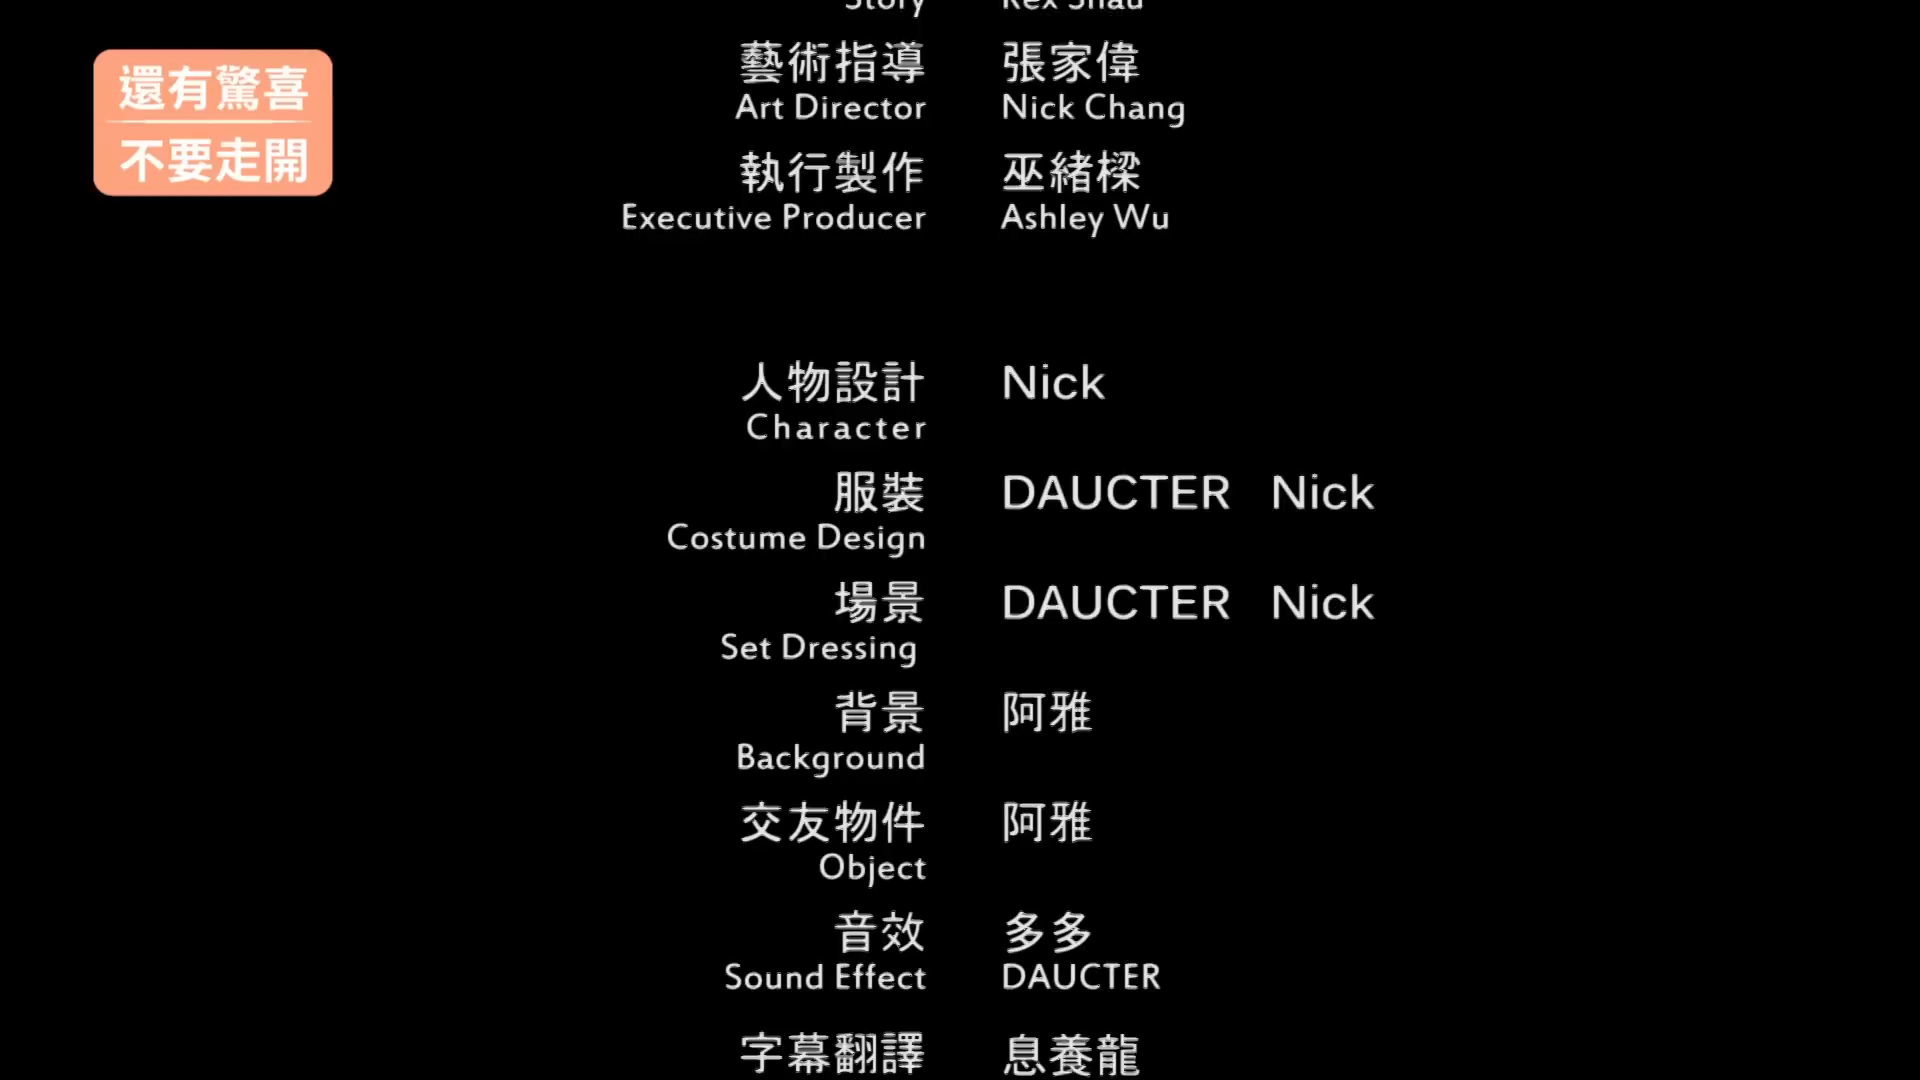 Story Rex Shau
還有驚喜
不要走開
藝術指導 張家偉
Art Director Nick Chang
執行製作 巫緒樑
Executive Producer Ashley Wu
人物設計 Nick
Character
服裝 DAUCTER Nick
Costume Design
場景 DAUCTER Nick
Set Dressing
背景 阿雅
Background
交友物件 阿雅
Object
音效 多多
Sound Effect DAUCTER
字幕翻譯 息養龍